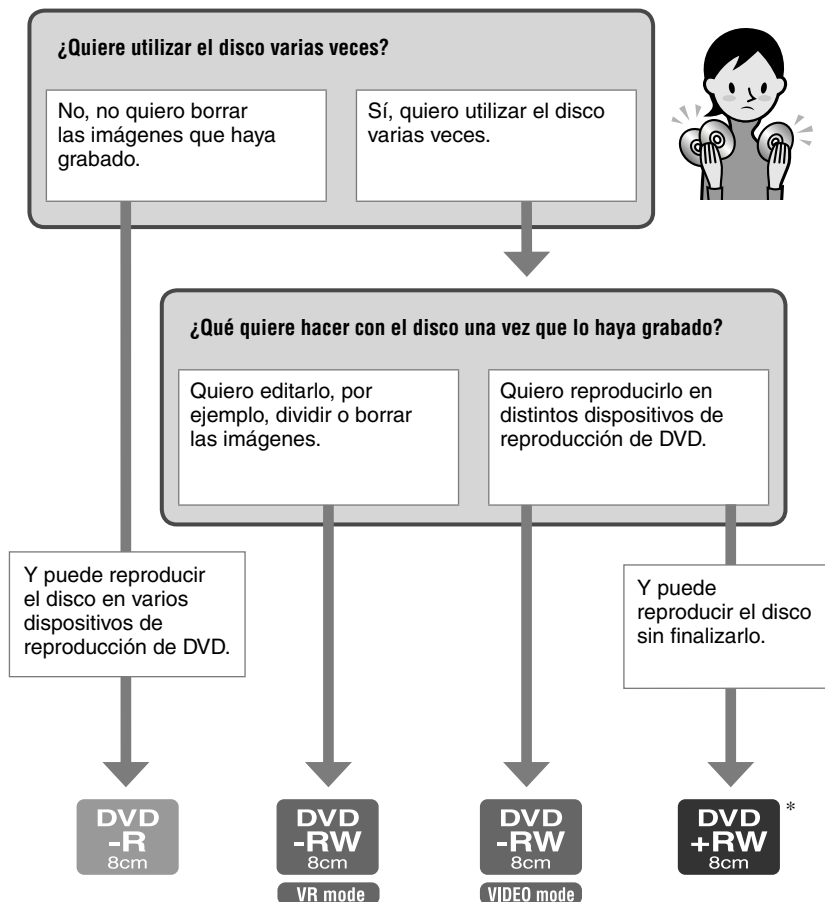 ¿Quiere utilizar el disco varias veces?
No, no quiero borrar
las imágenes que haya
grabado.
Sí, quiero utilizar el disco
varias veces.
¿Qué quiere hacer con el disco una vez que lo haya grabado?
Quiero editarlo, por
ejemplo, dividir o borrar
las imágenes.
Quiero reproducirlo en
distintos dispositivos de
reproducción de DVD.
Y puede reproducir
el disco en varios
dispositivos de
reproducción de DVD.
Y puede
reproducir el disco
sin finalizarlo.
DVD
-R
8cm
DVD
-RW
8cm
VR mode
DVD
-RW
8cm
VIDEO mode
DVD
+RW
8cm
*